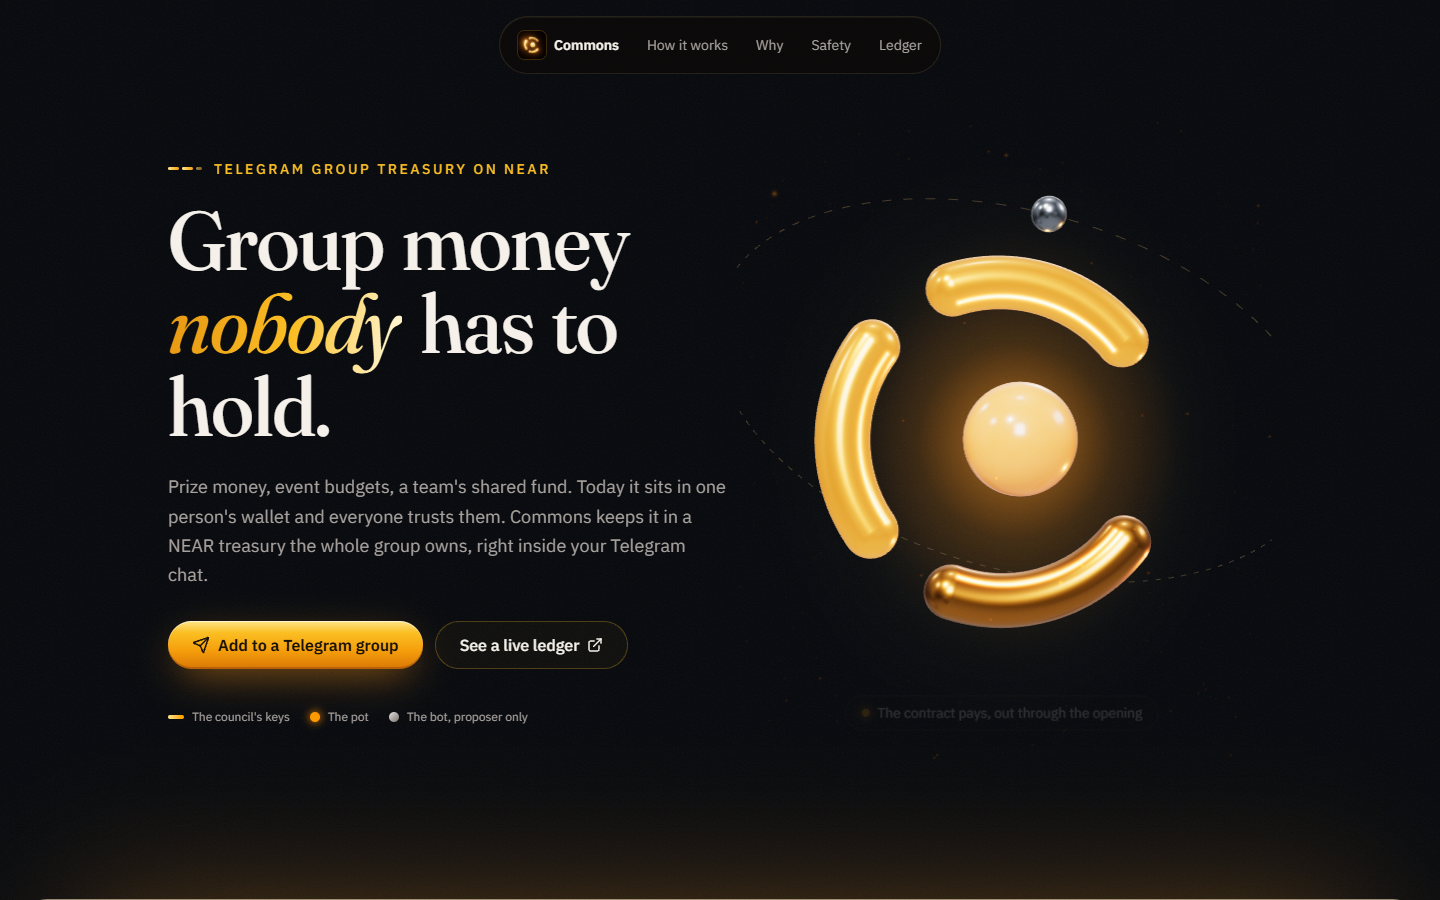 Commons How it works Why Safety Ledger
TELEGRAM GROUP TREASURY ON NEAR
Group money
nobody has to
hold.
Prize money, event budgets, a team's shared fund. Today it sits in one
person's wallet and everyone trusts them. Commons keeps it in a
NEAR treasury the whole group owns, right inside your Telegram
chat.
Add to a Telegram group See a live ledger
The council's keys The pot The bot, proposer only
The contract pays, out through the opening